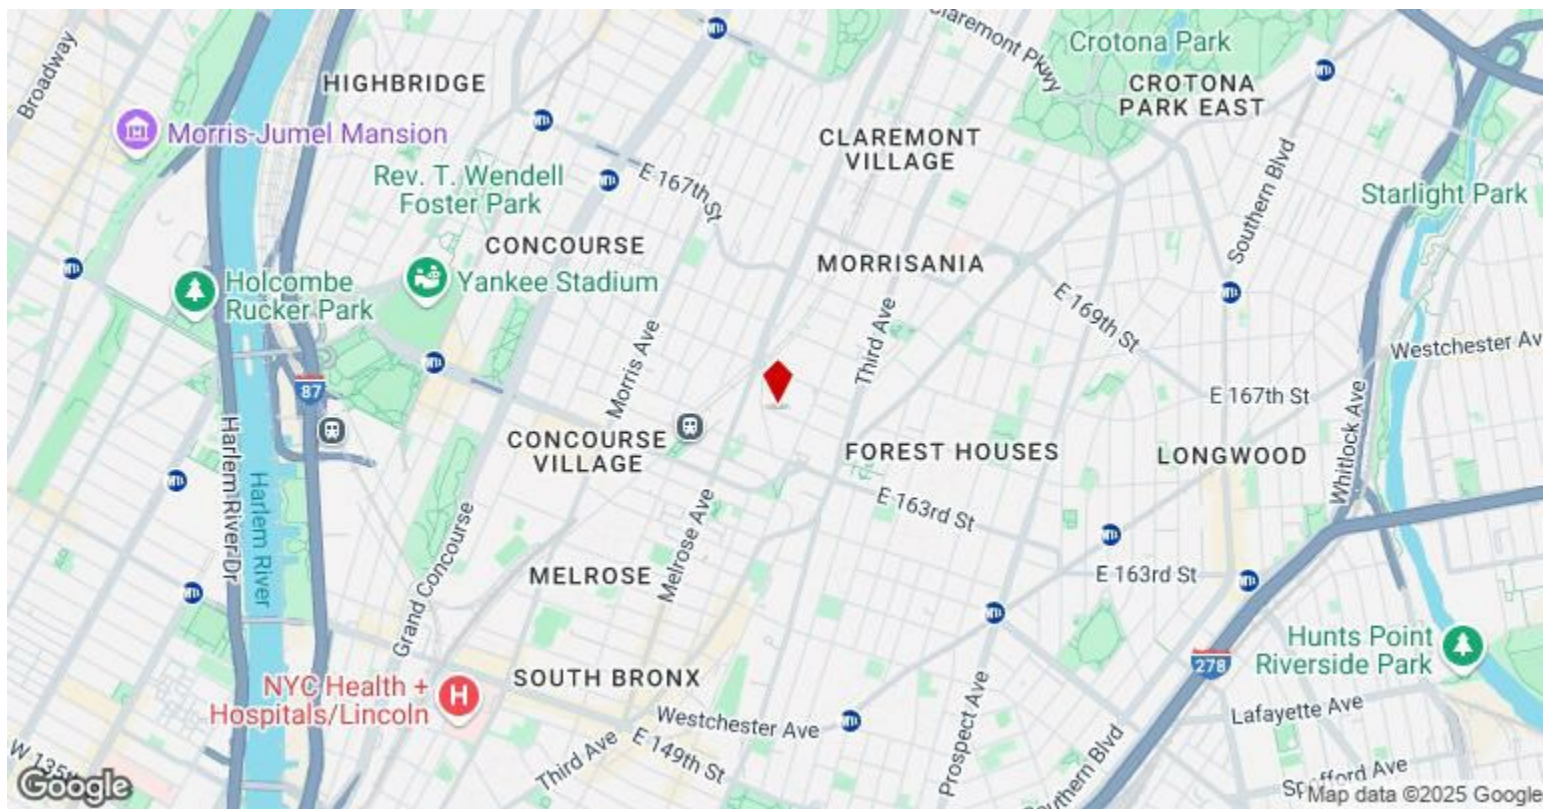 Broadway
HIGHBRIDGE
Morris-Jumel Mansion
Rev. T. Wendell
Foster Park
E 167th St
CLAREMONT
VILLAGE
Claremont Pkwy
Crotona Park
CROTONA
PARK EAST
Southern Blvd
Starlight Park
CONCOURSE
Yankee Stadium
Holcombe
Rucker Park
MORRISANIA
E 169th St
Third Ave
Morris Ave
Westchester Av
87
E 167th St
Whitlock Ave
Harlem River Dr
Harlem River
CONCOURSE
VILLAGE
FOREST HOUSES
LONGWOOD
E 163rd St
Melrose Ave
Grand Concourse
MELROSE
E 163rd St
SOUTH BRONX
NYC Health +
Hospitals/Lincoln
H
Westchester Ave
Third Ave
E 149th St
Prospect Ave
Southern Blvd
278
Hunts Point
Riverside Park
Lafayette Ave
Spofford Ave
W 135th
Google
Map data ©2025 Google